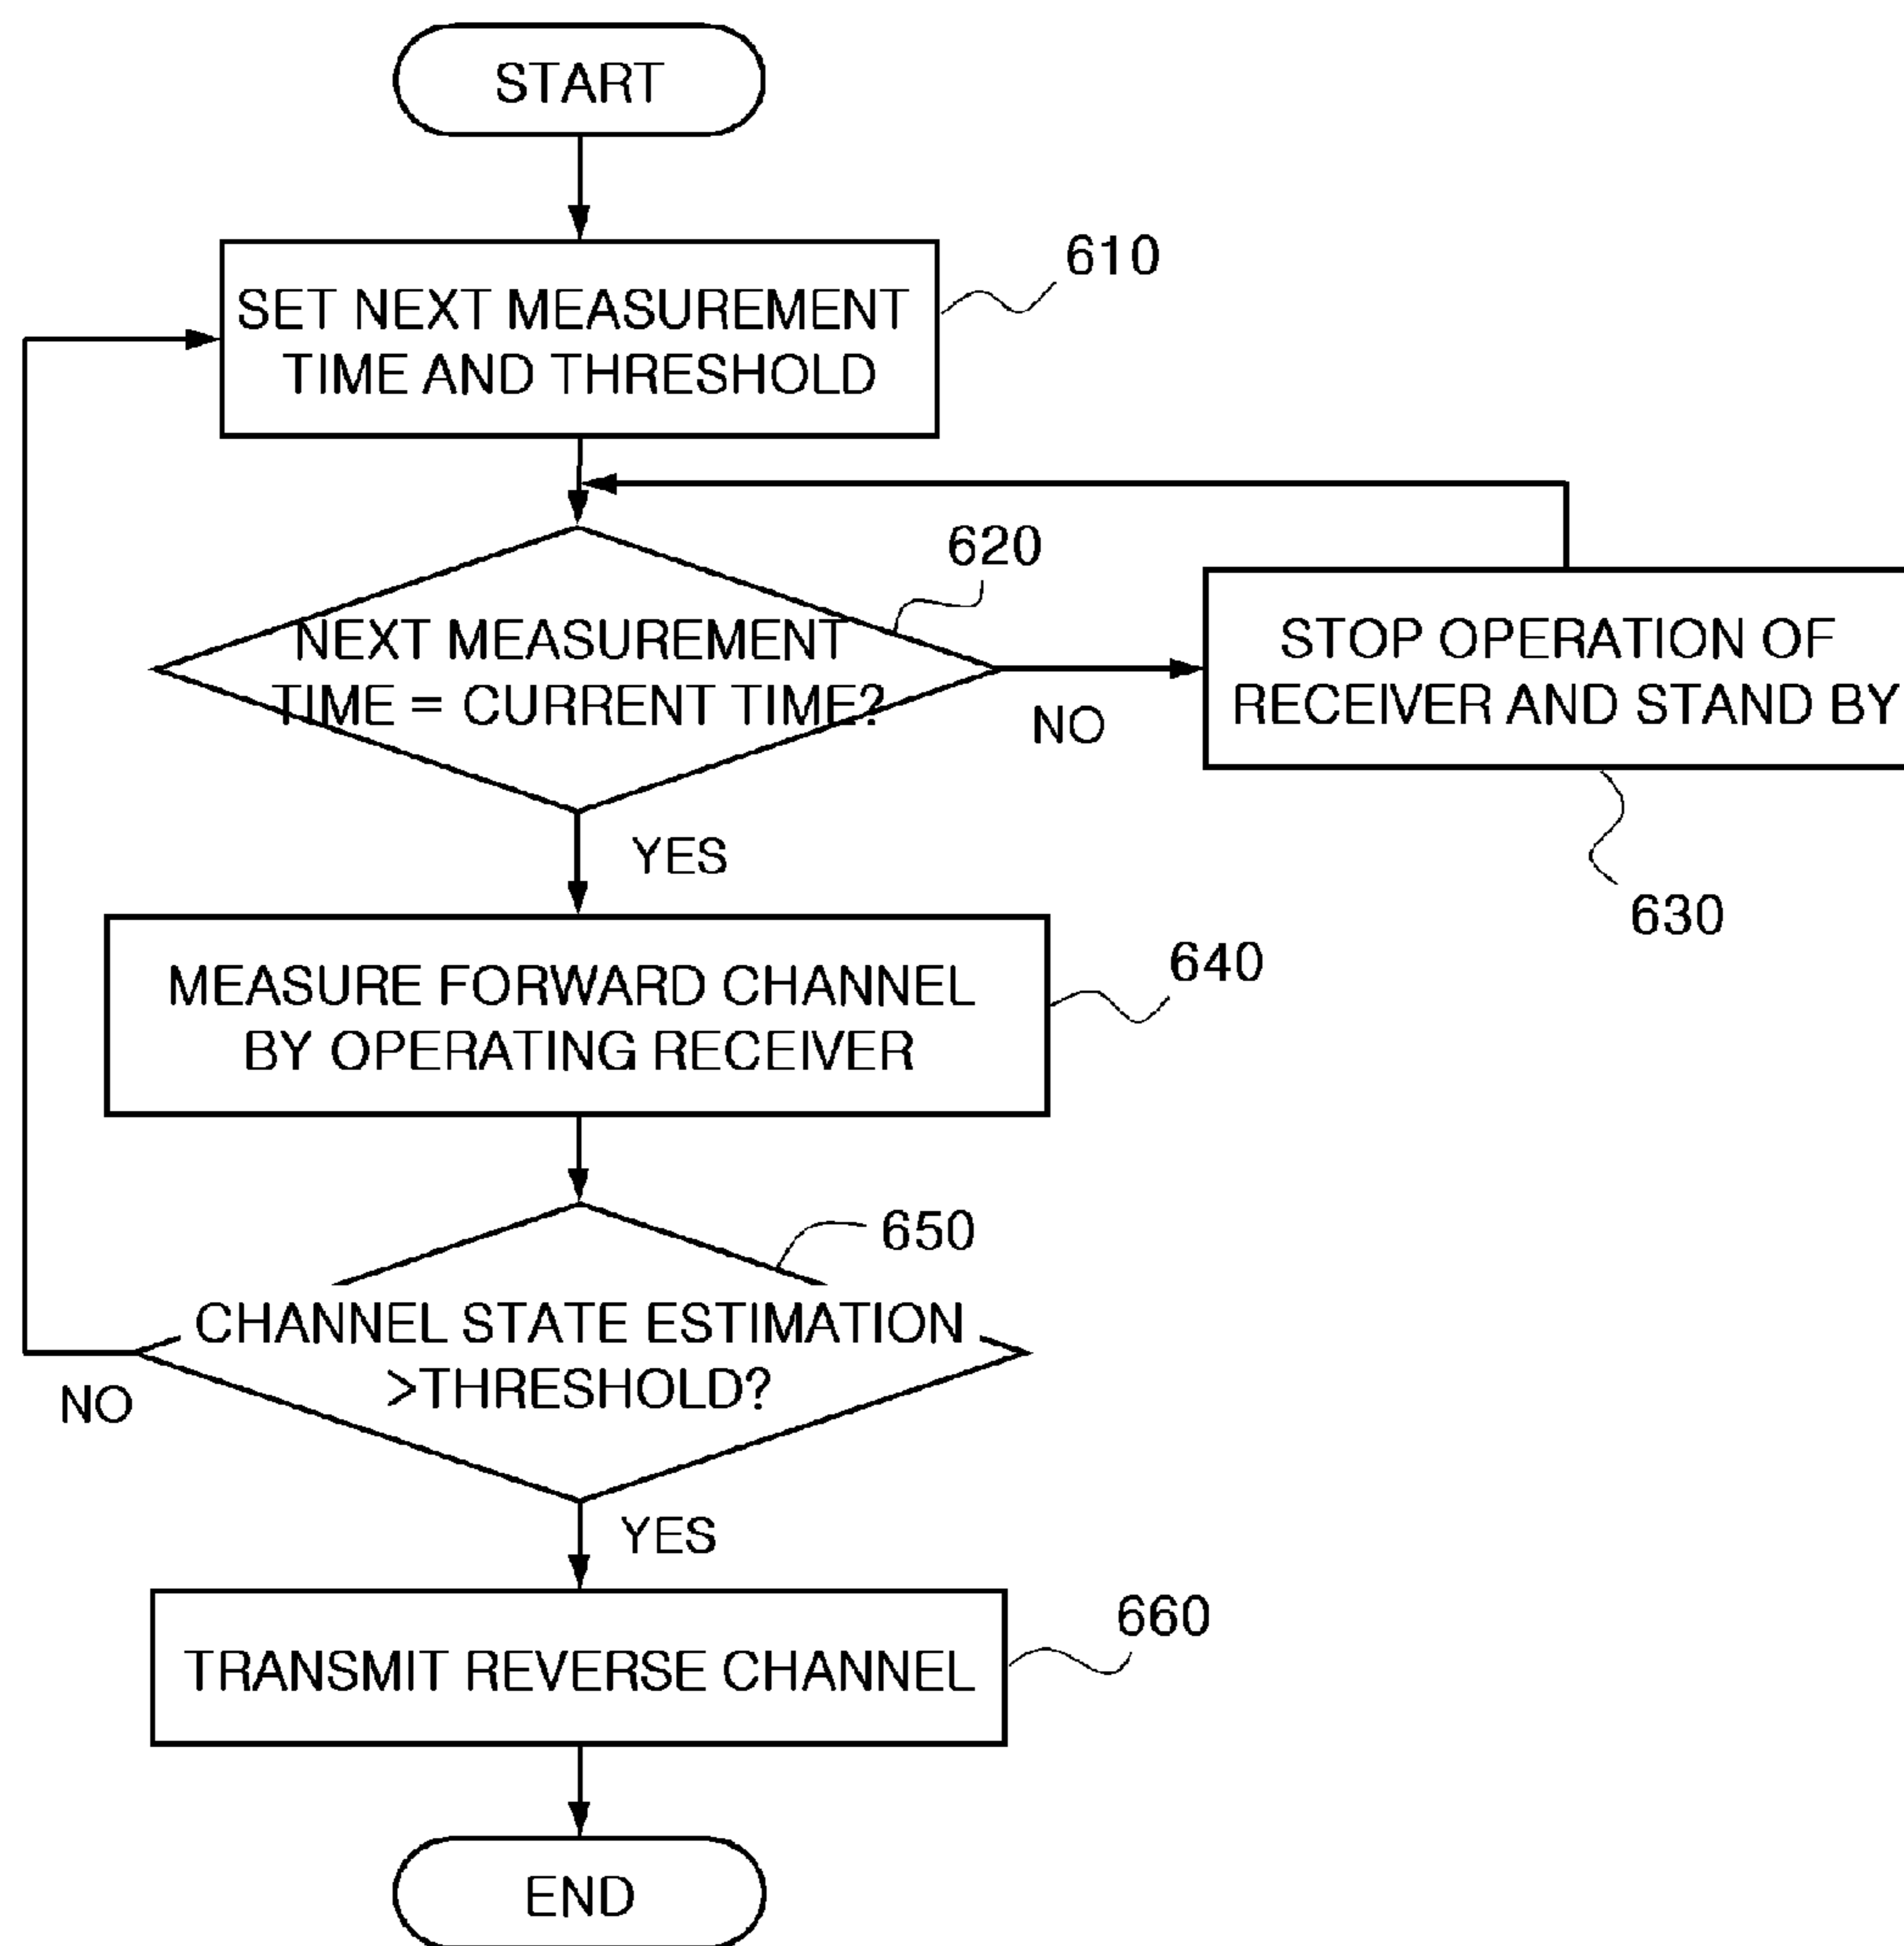 START
610
SET NEXT MEASUREMENT
TIME AND THRESHOLD
620
NEXT MEASUREMENT
TIME = CURRENT TIME?
NO
STOP OPERATION OF
RECEIVER AND STAND BY
630
YES
640
MEASURE FORWARD CHANNEL
BY OPERATING RECEIVER
650
CHANNEL STATE ESTIMATION
>THRESHOLD?
NO
YES
660
TRANSMIT REVERSE CHANNEL
END